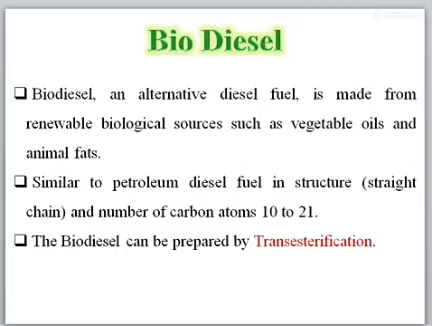 Bio Diesel
❑ Biodiesel, an alternative diesel fuel, is made from
renewable biological sources such as vegetable oils and
animal fats.
❑ Similar to petroleum diesel fuel in structure (straight
chain) and number of carbon atoms 10 to 21.
❑ The Biodiesel can be prepared by Transesterification.